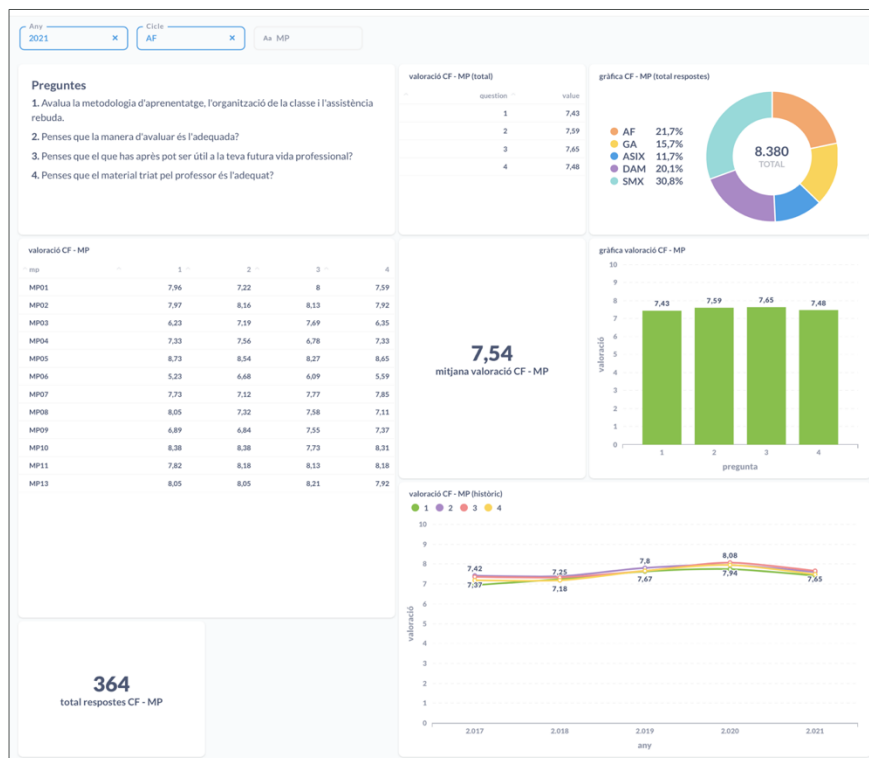 Any
2021 ×
Cicle
AF ×
Aa MP
Preguntes
1. Avalua la metodologia d'aprenentatge, l'organització de la classe i l'assistència
rebuda.
2. Penses que la manera d'avaluar és l'adequada?
3. Penses que el que has après pot ser útil a la teva futura vida professional?
4. Penses que el material triat pel professor és l'adequat?
valoració CF - MP (total)
question value
1 7,43
2 7,59
3 7,65
4 7,48
gràfica CF - MP (total respostes)
AF 21,7%
GA 15,7%
ASIX 11,7%
DAM 20,1%
SMX 30,8%
8.380
TOTAL
valoració CF - MP
mp 1 2 3 4
MP01 7,96 7,22 8 7,59
MP02 7,97 8,16 8,13 7,92
MP03 6,23 7,19 7,69 6,35
MP04 7,33 7,56 6,78 7,33
MP05 8,73 8,54 8,27 8,65
MP06 5,23 6,68 6,09 5,59
MP07 7,73 7,12 7,77 7,85
MP08 8,05 7,32 7,58 7,11
MP09 6,89 6,84 7,55 7,37
MP10 8,38 8,38 7,73 8,31
MP11 7,82 8,18 8,13 8,18
MP13 8,05 8,05 8,21 7,92
7,54
mitjana valoració CF - MP
gràfica valoració CF - MP
10
9
8
7
6
5
4
3
2
1
0
valoració
7,43 7,59 7,65 7,48
1 2 3 4
pregunta
valoració CF - MP (històric)
1 2 3 4
10
9
8
7
6
5
4
3
2
1
0
valoració
7,42 7,25 7,8 8,08
7,37 7,18 7,67 7,94 7,65
2.017 2.018 2.019 2.020 2.021
any
364
total respostes CF - MP